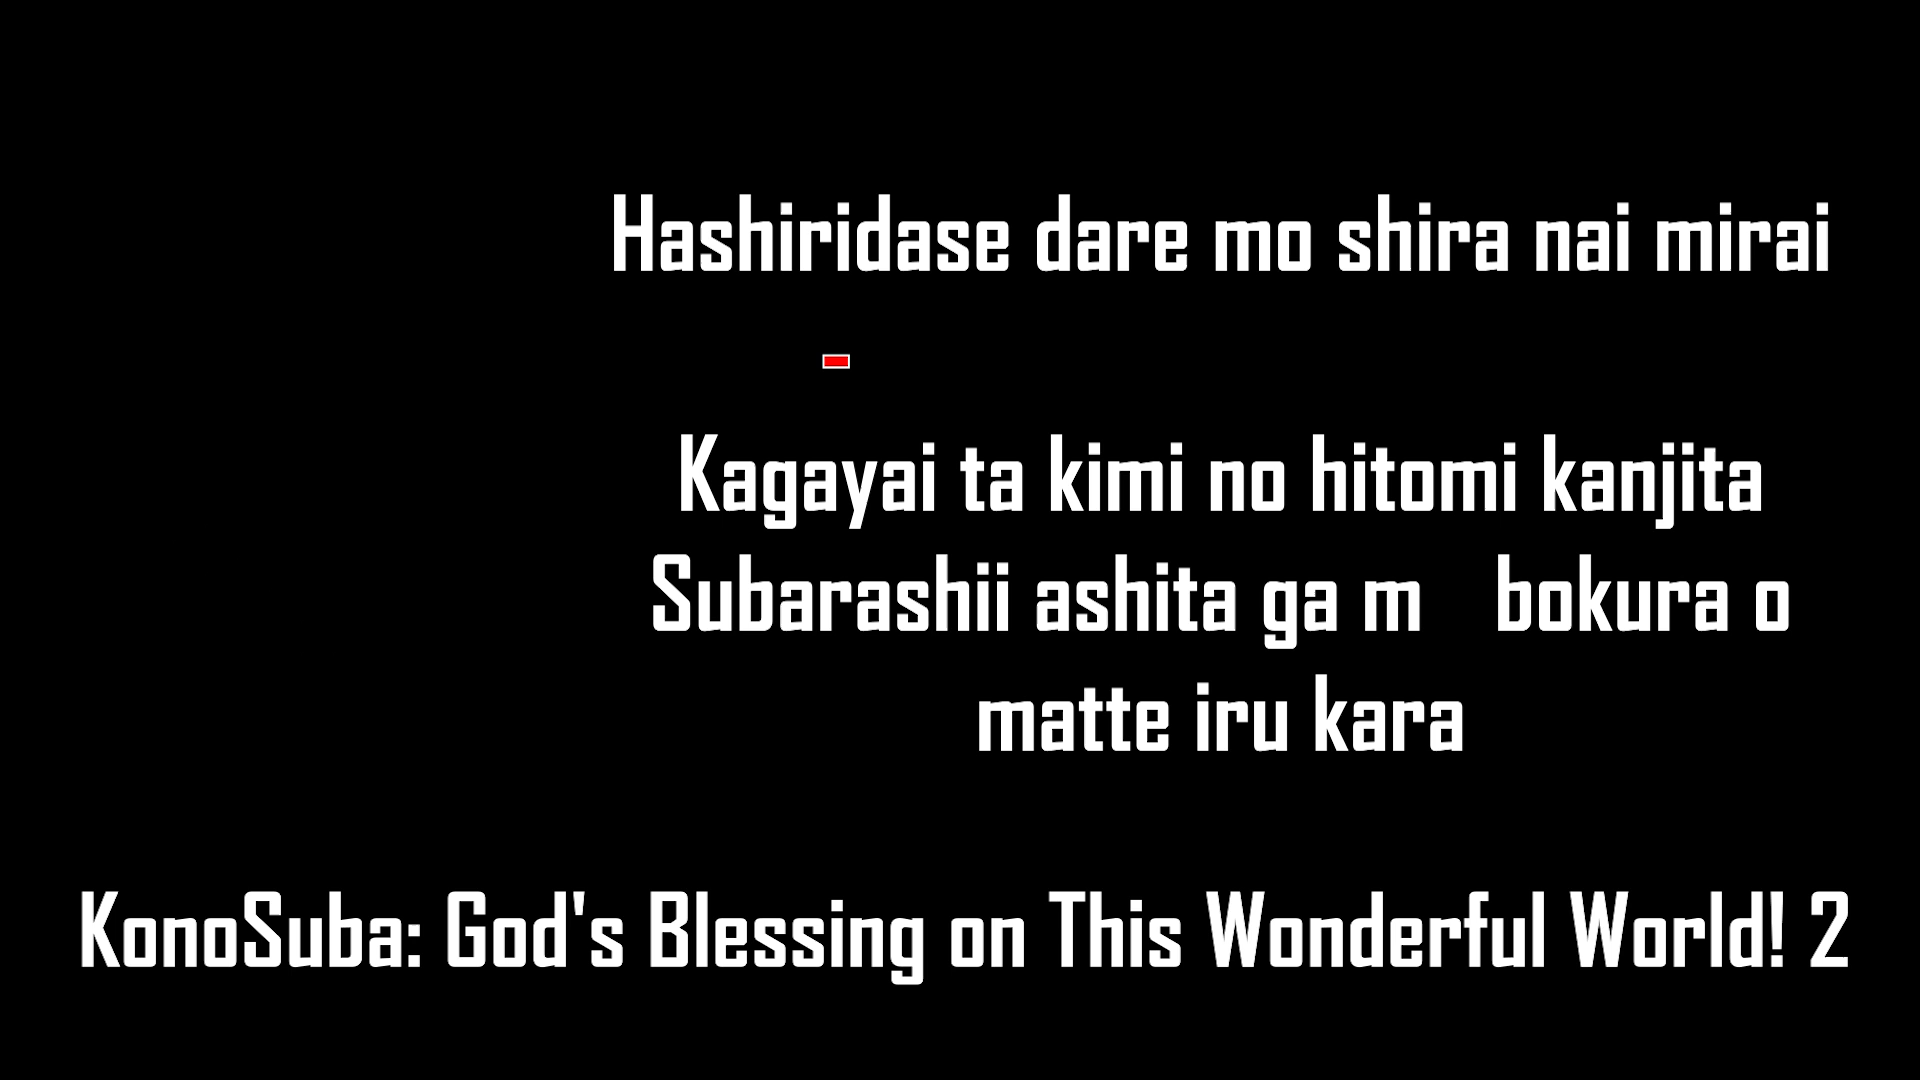 Hashiridase dare mo shira nai mirai
Kagayai ta kimi no hitomi kanjita
Subarashii ashita ga m bokura o
matte iru kara
KonoSuba: God's Blessing on This Wonderful World! 2